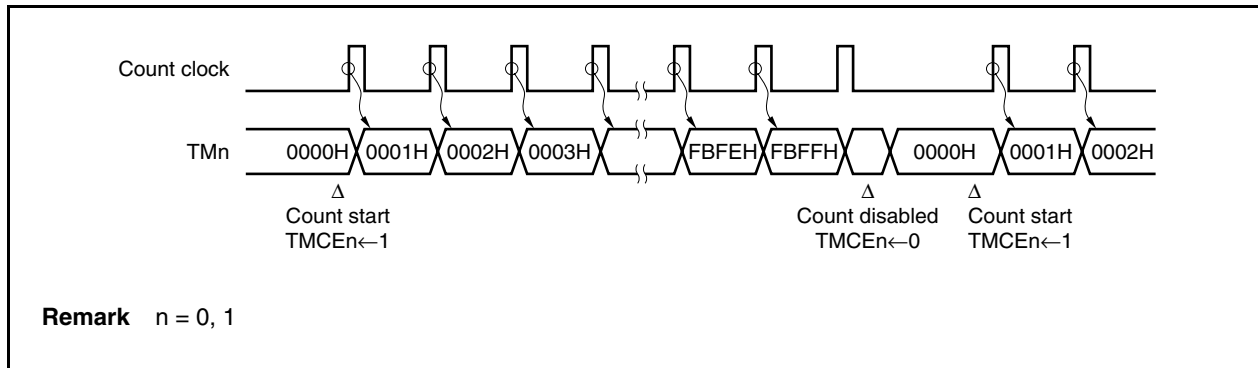 Count clock
TMn 0000H 0001H 0002H 0003H FBFEH FBFFH 0000H 0001H 0002H
Δ Δ Δ
Count start Count disabled Count start
TMCEn←1 TMCEn←0 TMCEn←1
Remark n = 0, 1